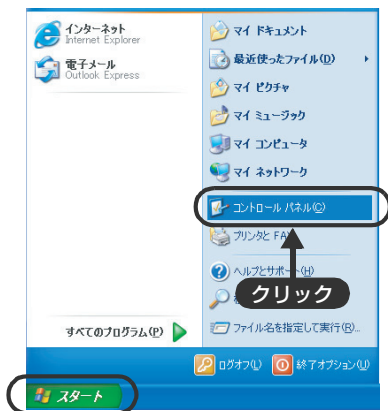 インターネット
Internet Explorer
電子メール
Outlook Express
すべてのプログラム(P)
マイ ドキュメント
最近使ったファイル(D)
マイ ピクチャ
マイ ミュージック
マイ コンピュータ
マイ ネットワーク
コントロール パネル(C)
プリンタと FA
ヘルプとサポート(H)
クリック
ファイル名を指定して実行(R)...
ログオフ(L)
終了オプション(U)
スタート